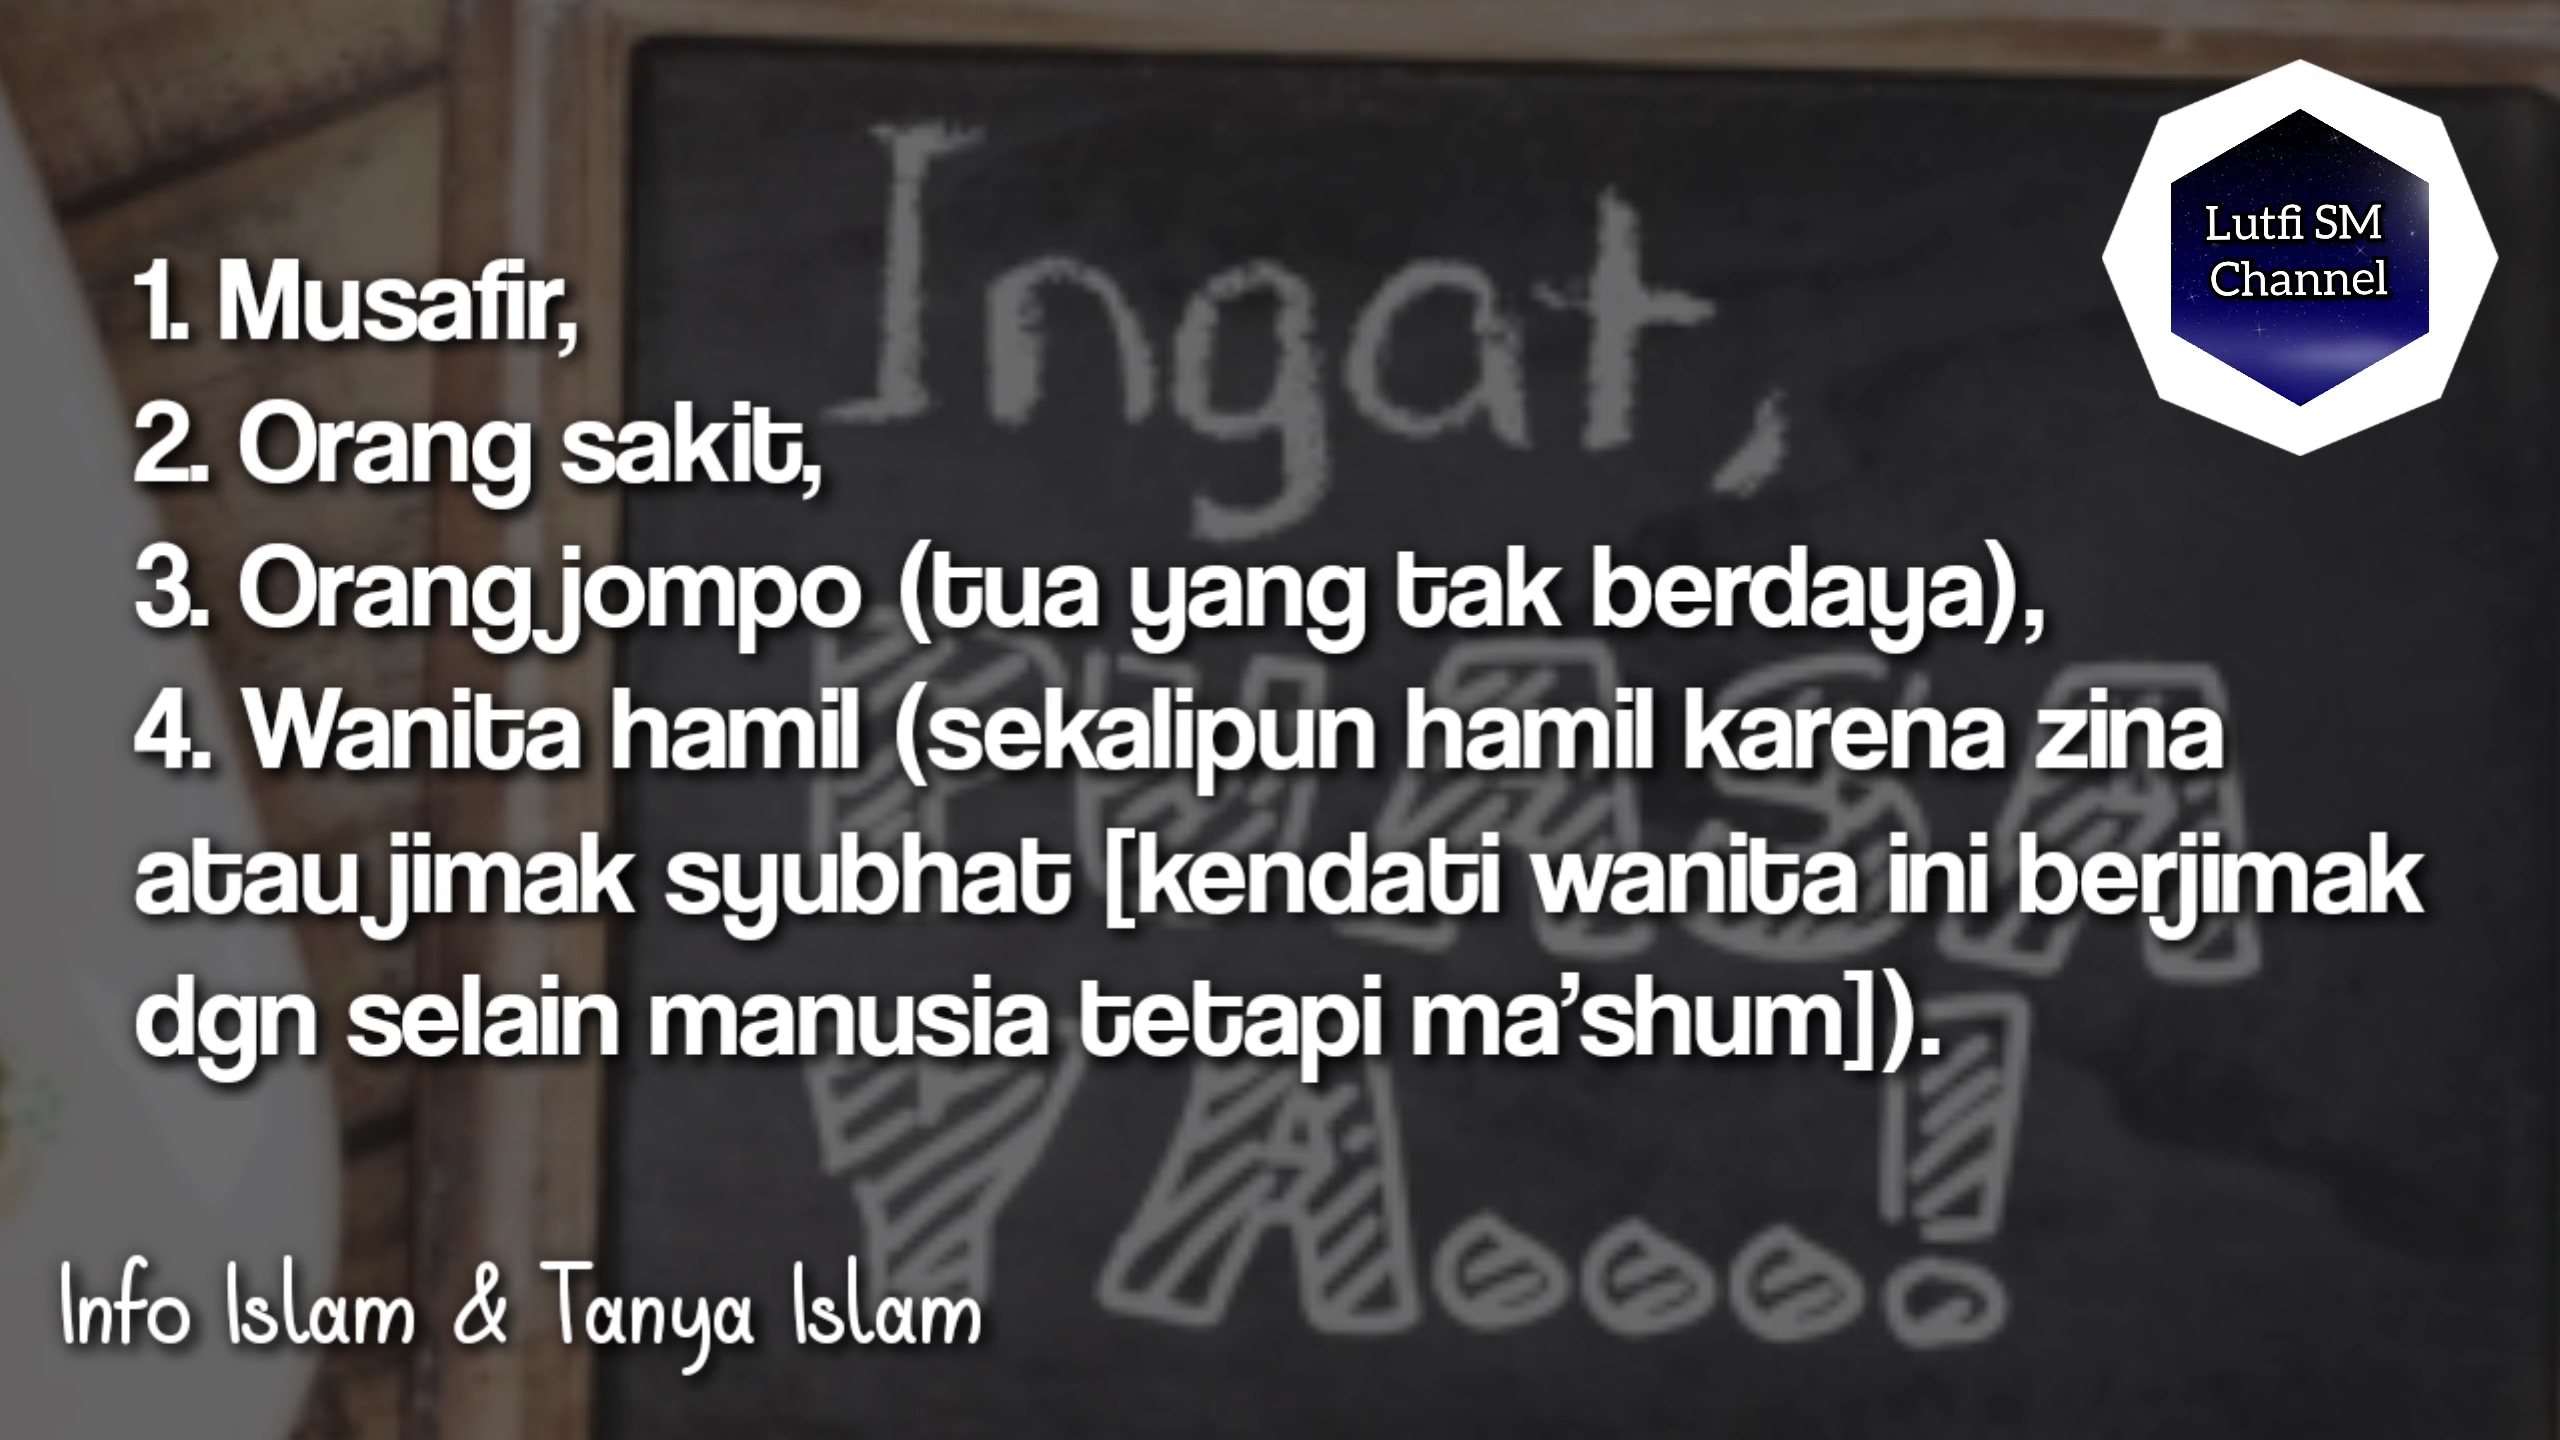 Lutfi SM
Channel
1. Musafir,
2. Orang sakit,
3. Orang jompo (tua yang tak berdaya),
4. Wanita hamil (sekalipun hamil karena zina
atau jimak syubhat [kendati wanita ini berjimak
dgn selain manusia tetapi ma’shum]).
Ingat,
PUASA
YA...!
Info Islam & Tanya Islam